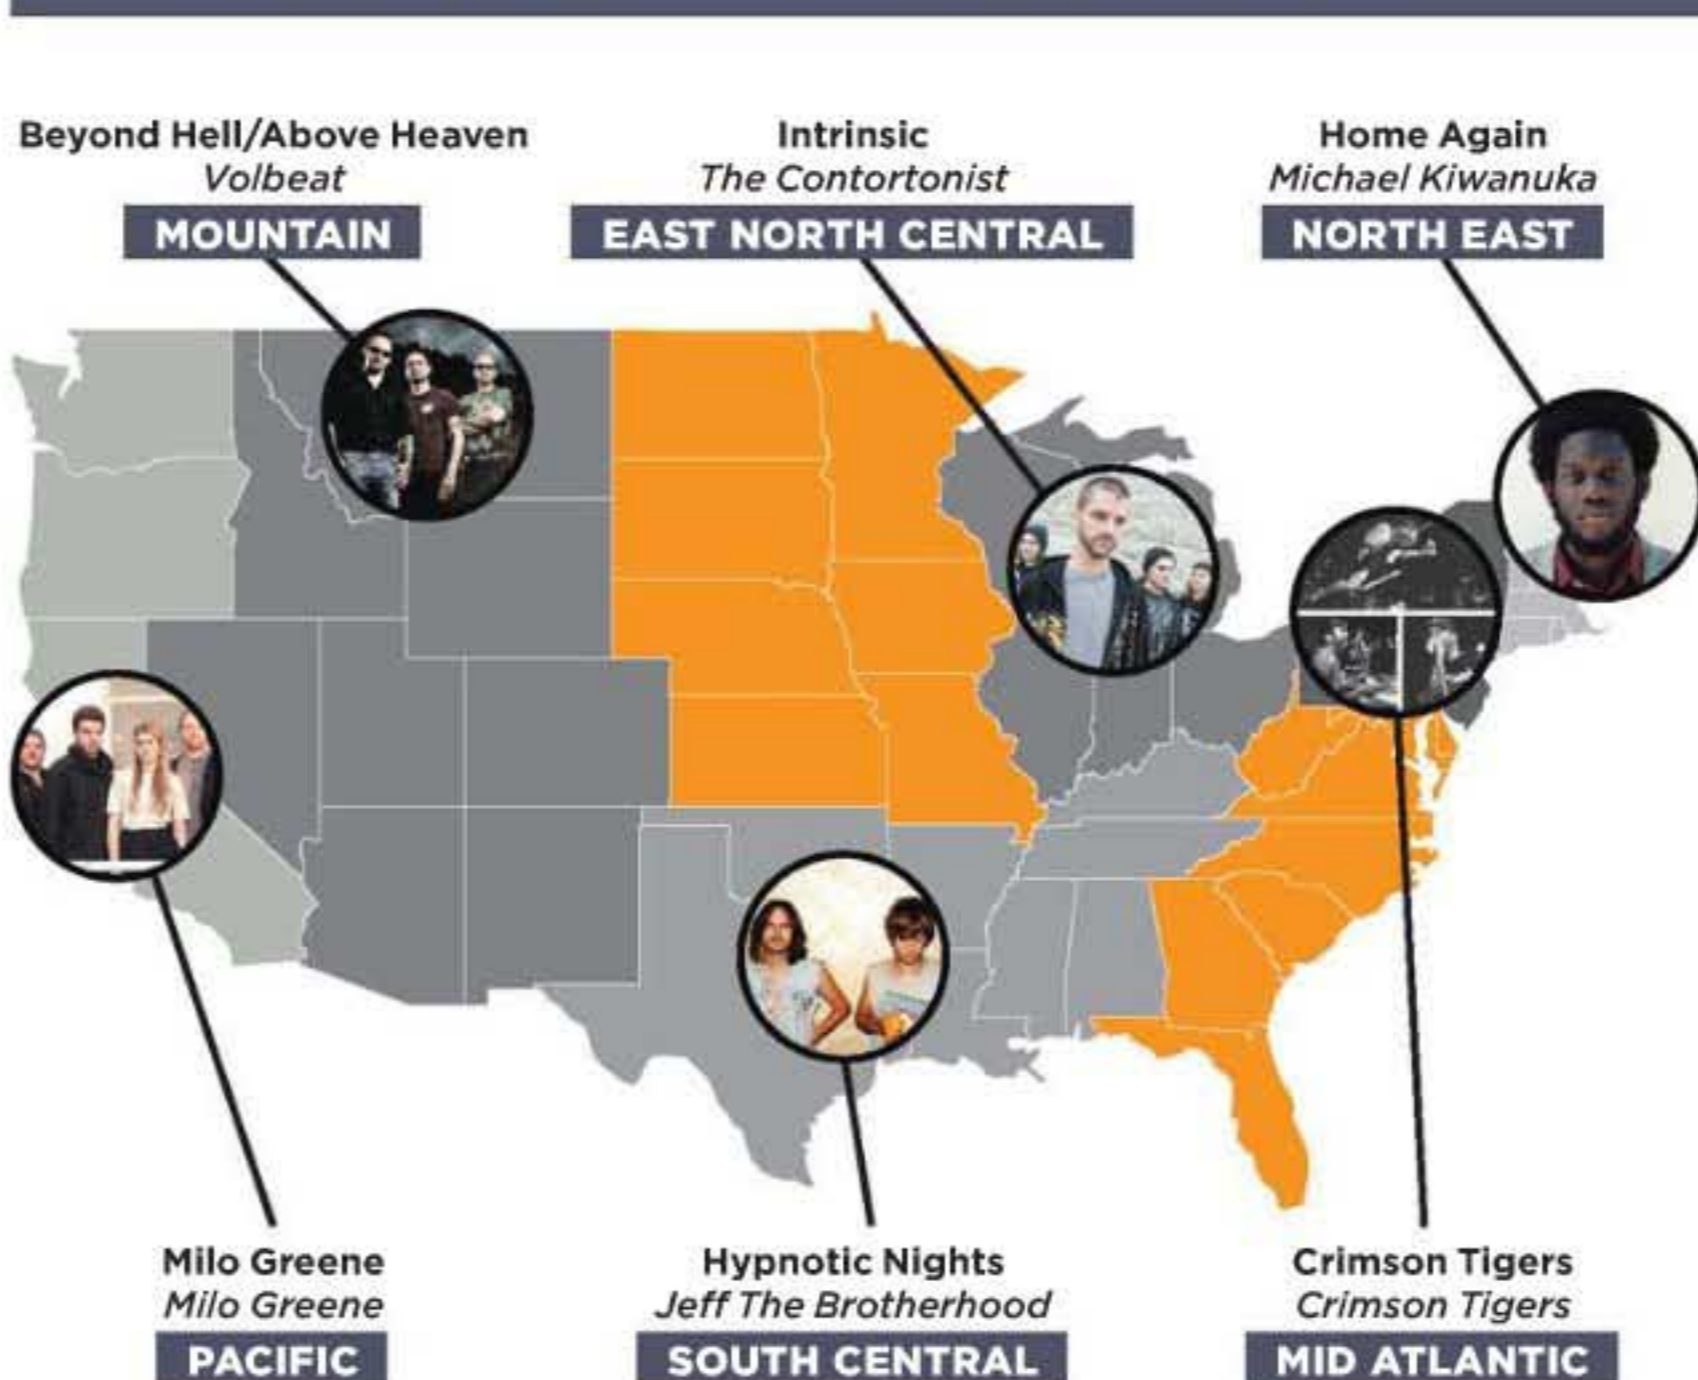 Beyond Hell/Above Heaven
Volbeat
MOUNTAIN
Intrinsic
The Contortonist
EAST NORTH CENTRAL
Home Again
Michael Kiwanuka
NORTH EAST
Milo Greene
Milo Greene
PACIFIC
Hypnotic Nights
Jeff The Brotherhood
SOUTH CENTRAL
Crimson Tigers
Crimson Tigers
MID ATLANTIC